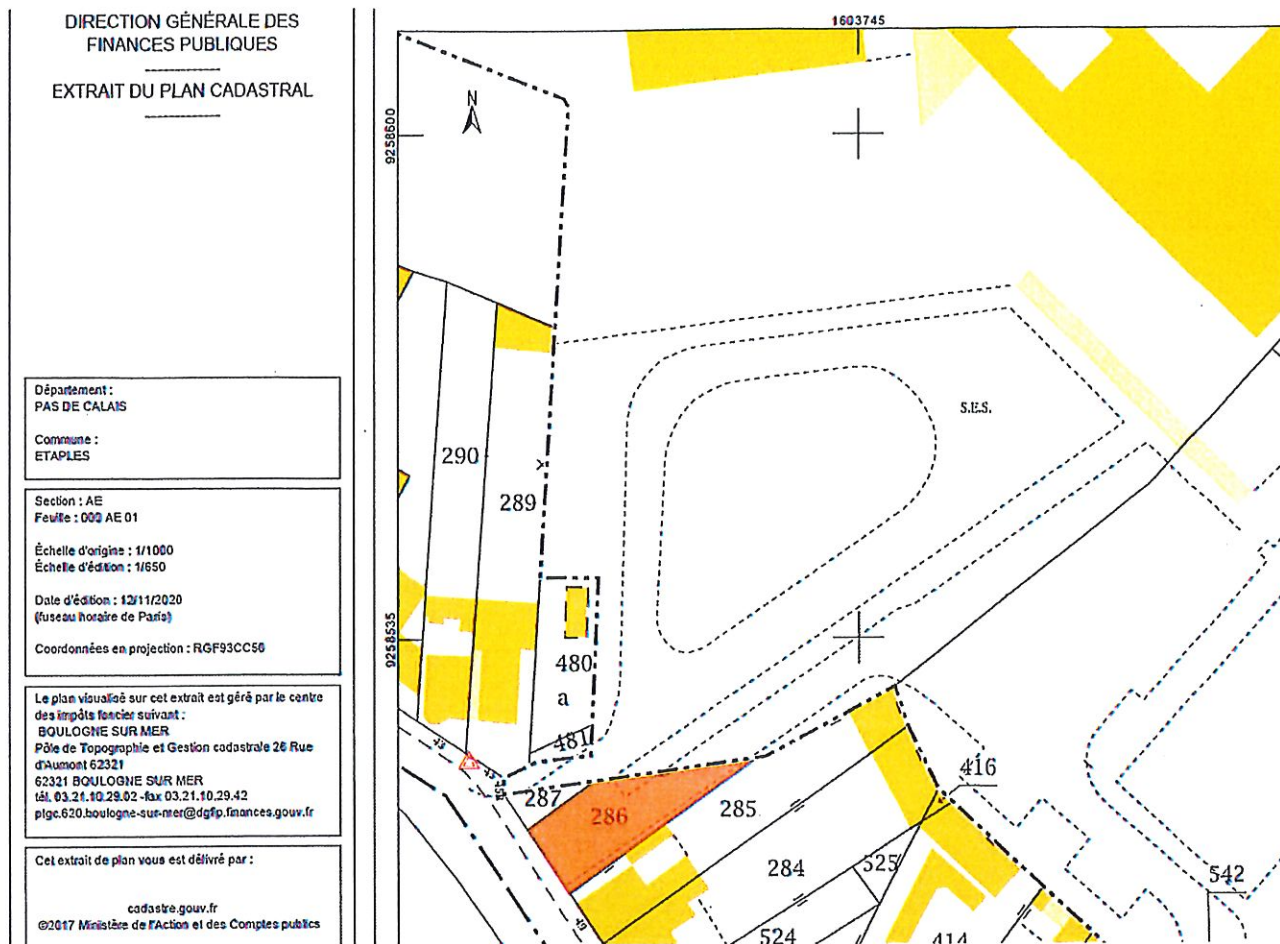 DIRECTION GÉNÉRALE DES
FINANCES PUBLIQUES
EXTRAIT DU PLAN CADASTRAL
Département :
PAS DE CALAIS
Commune :
ETAPLES
Section : AE
Feuille : 000 AE 01
Échelle d'origine : 1/1000
Échelle d'édition : 1/650
Date d'édition : 12/11/2020
(fuseau horaire de Paris)
Coordonnées en projection : RGF93CC50
Le plan visualisé sur cet extrait est géré par le centre
des impôts foncier suivant :
BOULOGNE SUR MER
Pôle de Topographie et Gestion cadastrale 26 Rue
d'Aumont 62321
62321 BOULOGNE SUR MER
tél. 03.21.10.29.02 -fax 03.21.10.29.42
ptgc.620.boulogne-sur-mer@dgfip.finances.gouv.fr
Cet extrait de plan vous est délivré par :
cadastre.gouv.fr
©2017 Ministère de l'Action et des Comptes publics
1603745
N
9258600
S.E.S.
290
289
9258535
480
a
481
43
45
287
286
285
416
284
525
542
49
524
414